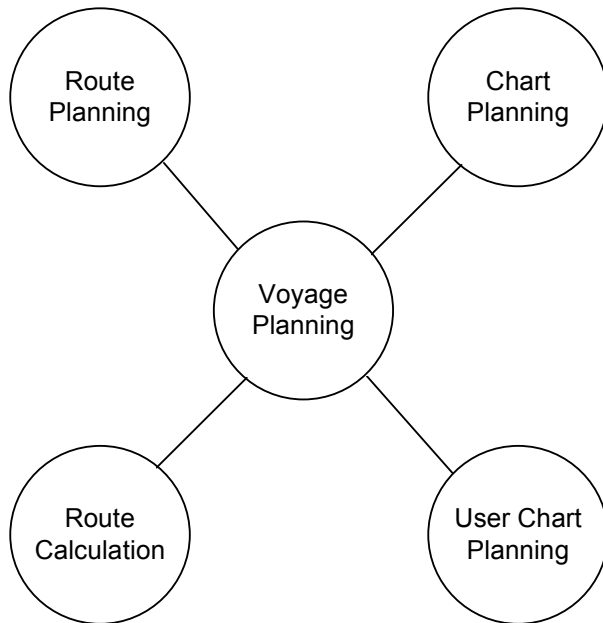 Route
Planning
Chart
Planning
Voyage
Planning
Route
Calculation
User Chart
Planning